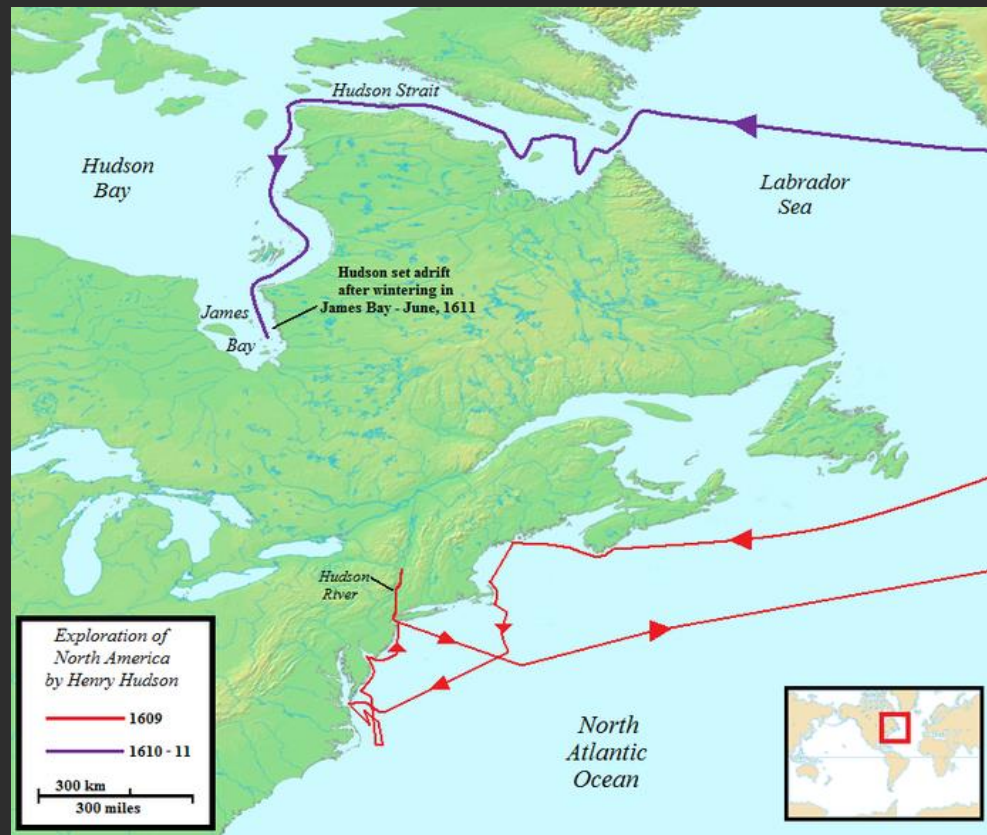 Hudson Strait
Hudson
Bay
Labrador
Sea
Hudson set adrift
after wintering in
James Bay - June, 1611
James
Bay
Hudson
River
Exploration of
North America
by Henry Hudson
1609
1610 - 11
300 km
300 miles
North
Atlantic
Ocean